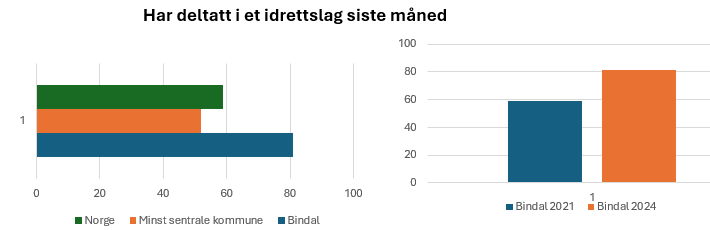 Har deltatt i et idrettslag siste måned
1
0 20 40 60 80 100
Norge Minst sentrale kommune Bindal
100
80
60
40
20
0
1
Bindal 2021 Bindal 2024